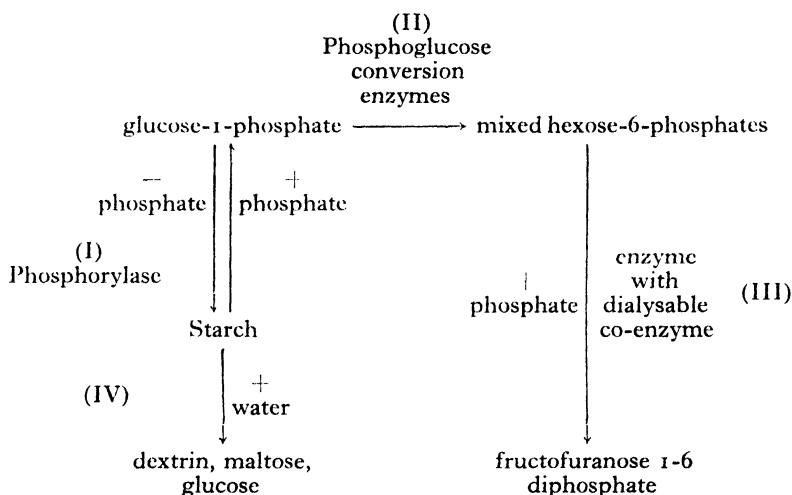 (II)
Phosphoglucose
conversion
enzymes
glucose-1-phosphate
mixed hexose-6-phosphates
—
phosphate
+
phosphate
(I)
Phosphorylase
Starch
+
phosphate
enzyme
with
dialysable
co-enzyme
(III)
(IV)
+
water
dextrin, maltose,
glucose
fructofuranose 1-6
diphosphate